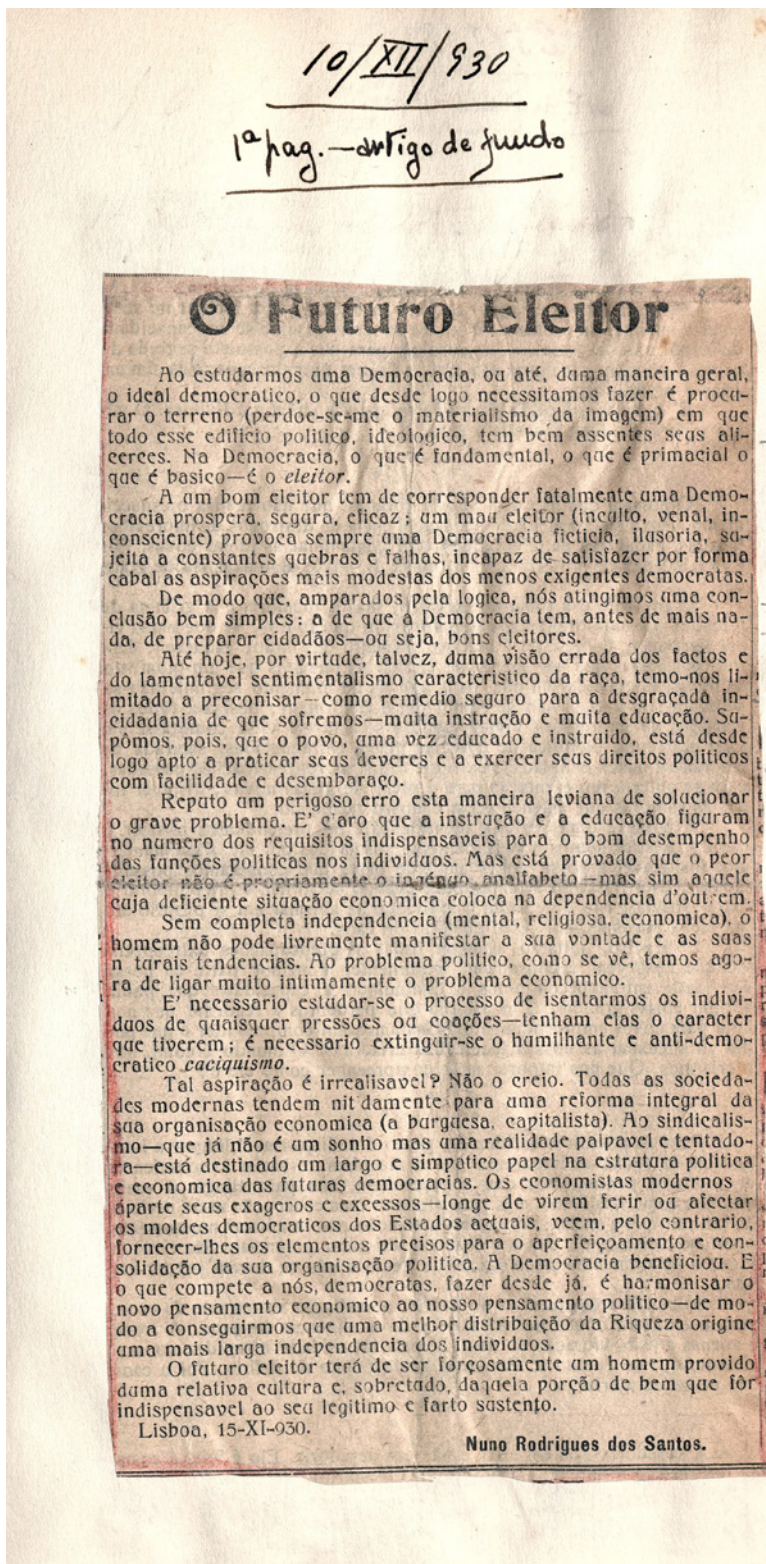 10/XII/930
1ª pag. — artigo de fundo
O Futuro Eleitor
Ao estudarmos uma Democracia, ou até, duma maneira geral,
o ideal democratico, o que desde logo necessitamos fazer é procu-
rar o terreno (perdoe-se-me o materialismo da imagem) em que
todo esse edificio politico, ideologico, tem bem assentes seus ali-
cerces. Na Democracia, o que é fundamental, o que é primacial o
que é basico—é o eleitor.
A um bom eleitor tem de corresponder fatalmente uma Demo-
cracia prospera, segura, eficaz; um mau eleitor (inculto, venal, in-
consciente) provoca sempre uma Democracia ficticia, ilusoria, su-
jeita a constantes quebras e falhas, incapaz de satisfazer por forma
cabal as aspirações mais modestas dos menos exigentes democratas.
De modo que, amparados pela logica, nós atingimos uma con-
clusão bem simples: a de que a Democracia tem, antes de mais na-
da, de preparar cidadãos—ou seja, bons eleitores.
Até hoje, por virtude, talvez, duma visão errada dos factos e
do lamentavel sentimentalismo caracteristico da raça, temo-nos li-
mitado a preconisar—como remedio seguro para a desgraçada in-
cidadania de que sofremos—muita instrução e muita educação. Su-
pômos, pois, que o povo, uma vez educado e instruido, está desde
logo apto a praticar seus deveres e a exercer seus direitos politicos
com facilidade e desembaraço.
Reputo um perigoso erro esta maneira leviana de solucionar
o grave problema. E' c'aro que a instrução e a educação figuram
no numero dos requisitos indispensaveis para o bom desempenho
das funções politicas nos individuos. Mas está provado que o peor
eleitor não é propriamente o ingénuo analfabeto—mas sim aquele
cuja deficiente situação economica coloca na dependencia d'outrem.
Sem completa independencia (mental, religiosa, economica), o
homem não pode livremente manifestar a sua vontade e as suas
n turais tendencias. Ao problema politico, como se vê, temos ago-
ra de ligar muito intimamente o problema economico.
E' necessario estudar-se o processo de isentarmos os indivi-
duos de quaisquer pressões ou coações—tenham elas o caracter
que tiverem; é necessario extinguir-se o humilhante e anti-demo-
cratico caciquismo.
Tal aspiração é irrealisavel? Não o creio. Todas as socieda-
des modernas tendem nit damente para uma reforma integral da
sua organisação economica (a burguesa, capitalista). Ao sindicalis-
mo—que já não é um sonho mas uma realidade palpavel e tentado-
ra—está destinado um largo e simpatico papel na estrutura politica
e economica das futuras democracias. Os economistas modernos
áparte seus exageros e excessos—longe de virem ferir ou afectar
os moldes democraticos dos Estados actuais, veem, pelo contrario,
fornecer-lhes os elementos precisos para o aperfeiçoamento e con-
solidação da sua organisação politica. A Democracia beneficiou. E
o que compete a nós, democratas, fazer desde já, é harmonisar o
novo pensamento economico ao nosso pensamento politico—de mo-
do a conseguirmos que uma melhor distribuição da Riqueza origine
uma mais larga independencia dos individuos.
O futuro eleitor terá de ser forçosamente um homem provido
duma relativa cultura e, sobretudo, daquela porção de bem que fôr
indispensavel ao seu legitimo e farto sustento.
Lisboa, 15-XI-930.
Nuno Rodrigues dos Santos.